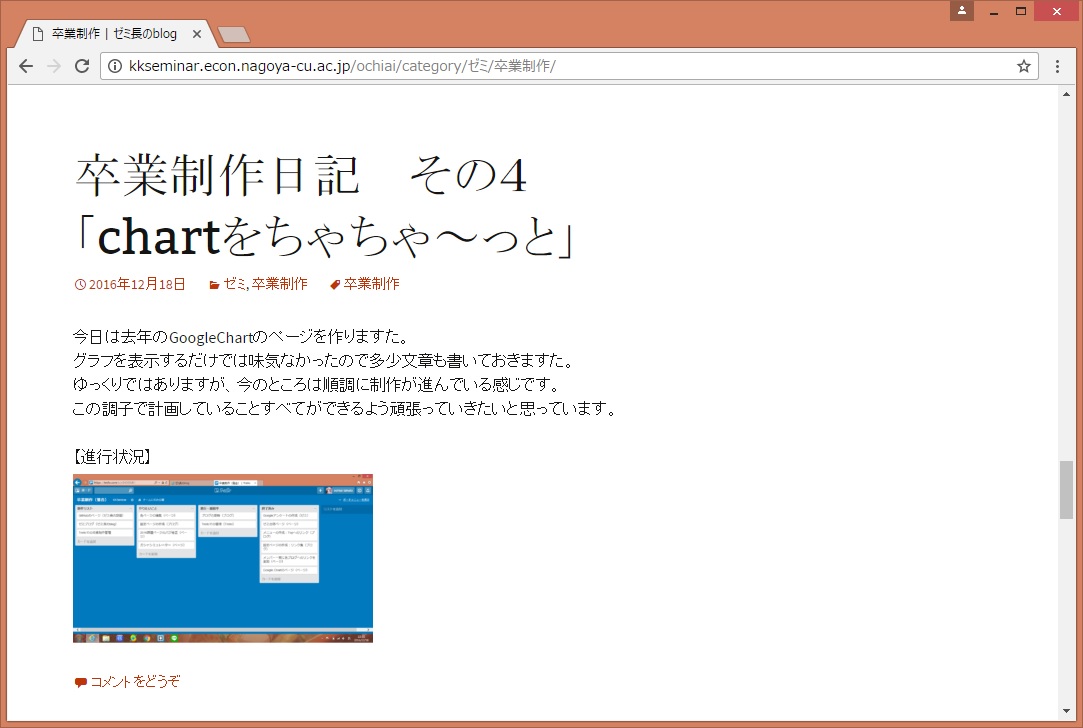 卒業制作 | ゼミ長のblog
kkseminar.econ.nagoya-cu.ac.jp/ochiai/category/ゼミ/卒業制作/
卒業制作日記　その４
「chartをちゃちゃ～っと」
2016年12月18日 ゼミ, 卒業制作 卒業制作
今日は去年のGoogleChartのページを作りますた。
グラフを表示するだけでは味気なかったので多少文章も書いておきますた。
ゆっくりではありますが、今のところは順調に制作が進んでいる感じです。
この調子で計画していることすべてができるよう頑張っていきたいと思っています。
【進行状況】
コメントをどうぞ